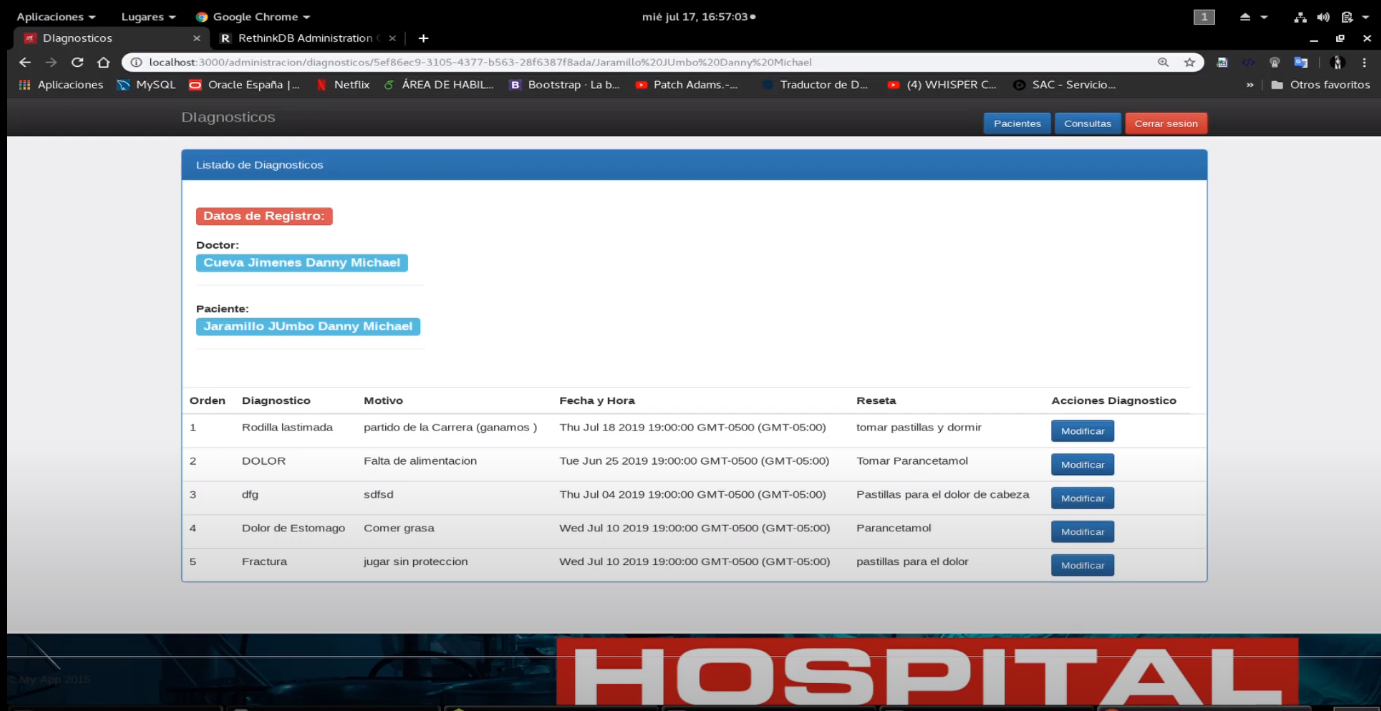 Aplicaciones Lugares Google Chrome mié jul 17, 16:57:03 1
DIagnosticos RethinkDB Administration C
localhost:3000/administracion/diagnosticos/5ef86ec9-3105-4377-b563-28f6387f8ada/Jaramillo%20JUmbo%20Danny%20Michael
Aplicaciones MySQL Oracle España |... Netflix ÁREA DE HABIL... Bootstrap · La b... Patch Adams.-... Traductor de D... (4) WHISPER C... SAC - Servicio... » Otros favoritos
DIagnosticos Pacientes Consultas Cerrar sesion
Listado de Diagnosticos
Datos de Registro:
Doctor:
Cueva Jimenes Danny Michael
Paciente:
Jaramillo JUmbo Danny Michael
Orden Diagnostico Motivo Fecha y Hora Reseta Acciones Diagnostico
1 Rodilla lastimada partido de la Carrera (ganamos ) Thu Jul 18 2019 19:00:00 GMT-0500 (GMT-05:00) tomar pastillas y dormir Modificar
2 DOLOR Falta de alimentacion Tue Jun 25 2019 19:00:00 GMT-0500 (GMT-05:00) Tomar Parancetamol Modificar
3 dfg sdfsd Thu Jul 04 2019 19:00:00 GMT-0500 (GMT-05:00) Pastillas para el dolor de cabeza Modificar
4 Dolor de Estomago Comer grasa Wed Jul 10 2019 19:00:00 GMT-0500 (GMT-05:00) Parancetamol Modificar
5 Fractura jugar sin proteccion Wed Jul 10 2019 19:00:00 GMT-0500 (GMT-05:00) pastillas para el dolor Modificar
HOSPITAL
© My App 2015